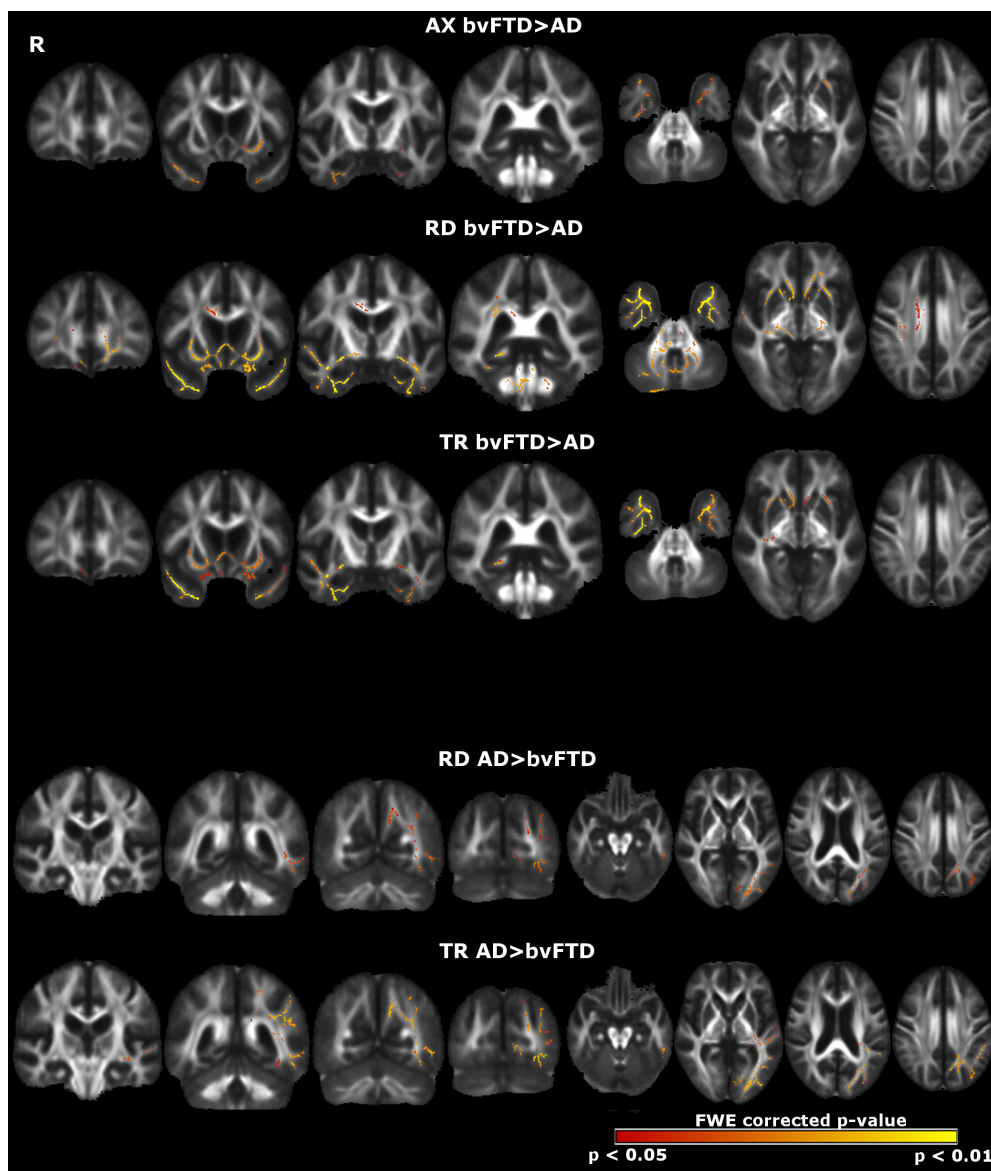 AX bvFTD>AD
R
RD bvFTD>AD
TR bvFTD>AD
RD AD>bvFTD
TR AD>bvFTD
FWE corrected p-value
p < 0.05
p < 0.01